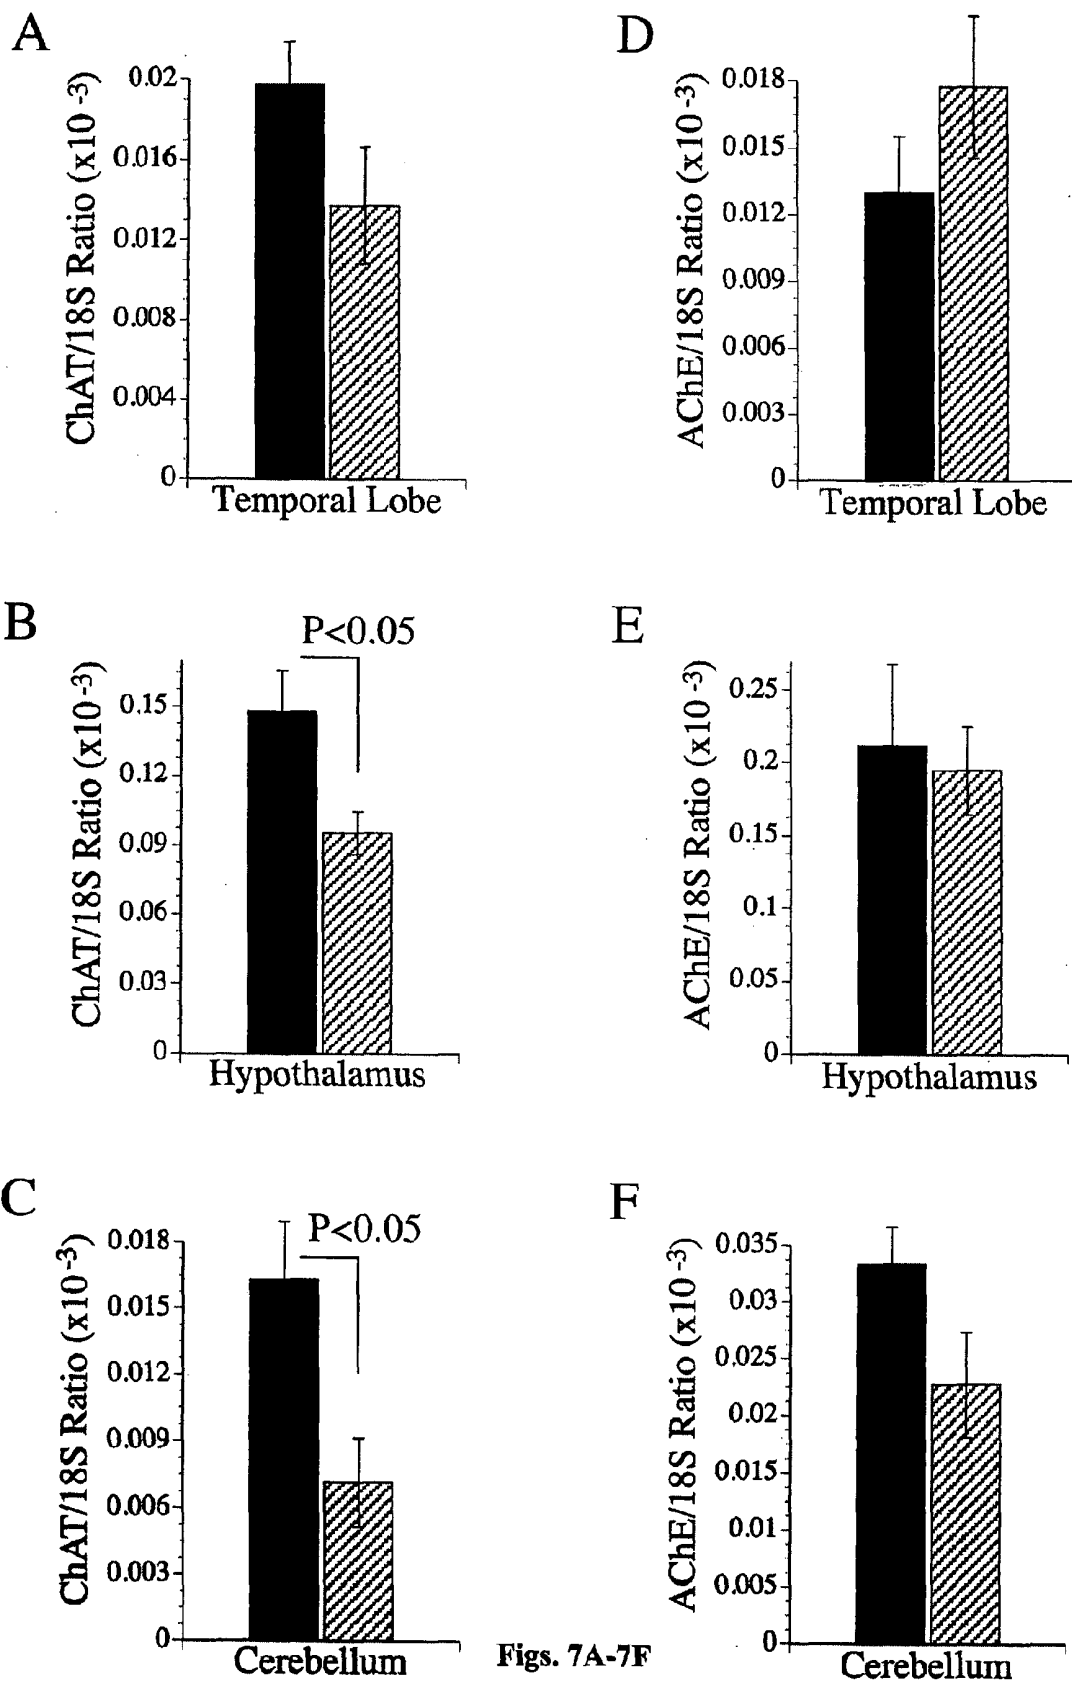 A
ChAT/18S Ratio (x10 -3)
0.02
0.016
0.012
0.008
0.004
0
Temporal Lobe
D
AChE/18S Ratio (x10 -3)
0.018
0.015
0.012
0.009
0.006
0.003
0
Temporal Lobe
B
P<0.05
ChAT/18S Ratio (x10 -3)
0.15
0.12
0.09
0.06
0.03
0
Hypothalamus
E
AChE/18S Ratio (x10 -3)
0.25
0.2
0.15
0.1
0.05
0
Hypothalamus
C
P<0.05
ChAT/18S Ratio (x10 -3)
0.018
0.015
0.012
0.009
0.006
0.003
0
Cerebellum
F
AChE/18S Ratio (x10 -3)
0.035
0.03
0.025
0.02
0.015
0.01
0.005
0
Cerebellum
Figs. 7A-7F